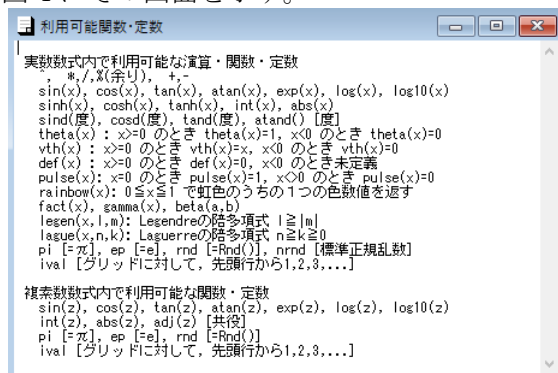 利用可能関数・定数
実数数式内で利用可能な演算・関数・定数
^, *,/,%(余り), +,-
sin(x), cos(x), tan(x), atan(x), exp(x), log(x), log10(x)
sinh(x), cosh(x), tanh(x), int(x), abs(x)
sind(度), cosd(度), tand(度), atand() [度]
theta(x) : x>=0 のとき theta(x)=1, x<0 のとき theta(x)=0
vth(x) : x>=0 のとき vth(x)=x, x<0 のとき vth(x)=0
def(x) : x>=0 のとき def(x)=0, x<0 のとき未定義
pulse(x): x=0 のとき pulse(x)=1, x<>0 のとき pulse(x)=0
rainbow(x): 0≦x≦1 で虹色のうちの１つの色数値を返す
fact(x), gamma(x), beta(a,b)
legen(x,l,m): Legendreの陪多項式 l≧|m|
lague(x,n,k): Laguerreの陪多項式 n≧k≧0
pi [=π], ep [=e], rnd [=Rnd()], nrnd [標準正規乱数]
ival [グリッドに対して，先頭行から1,2,3,...]
複素数数式内で利用可能な関数・定数
sin(z), cos(z), tan(z), atan(z), exp(z), log(z), log10(z)
int(z), abs(z), adj(z) [共役]
pi [=π], ep [=e], rnd [=Rnd()]
ival [グリッドに対して，先頭行から1,2,3,...]